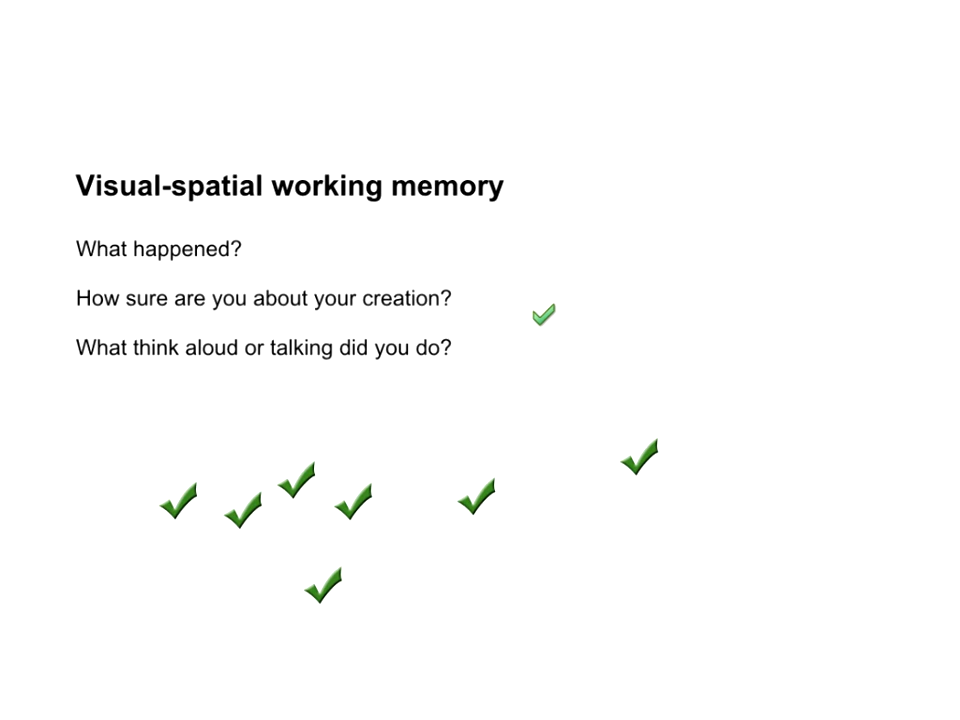 Visual-spatial working memory
What happened?
How sure are you about your creation?
What think aloud or talking did you do?